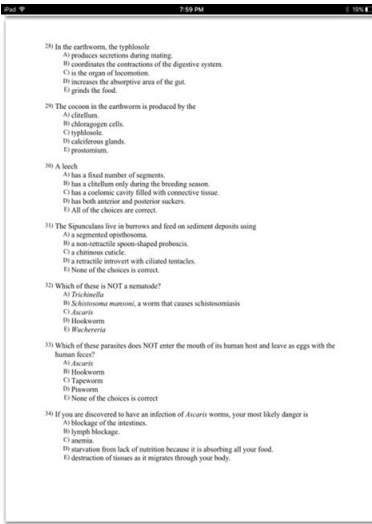 iPad
7:59 PM
19%
28) In the earthworm, the typhlosole
A) produces secretions during mating.
B) coordinates the contractions of the digestive system.
C) is the organ of locomotion.
D) increases the absorptive area of the gut.
E) grinds the food.
29) The cocoon in the earthworm is produced by the
A) clitellum.
B) chloragogen cells.
C) typhlosole.
D) calciferous glands.
E) prostomium.
30) A leech
A) has a fixed number of segments.
B) has a clitellum only during the breeding season.
C) has a coelomic cavity filled with connective tissue.
D) has both anterior and posterior suckers.
E) All of the choices are correct.
31) The Sipunculans live in burrows and feed on sediment deposits using
A) a segmented opisthosoma.
B) a non-retractile spoon-shaped proboscis.
C) a chitinous cuticle.
D) a retractile introvert with ciliated tentacles.
E) None of the choices is correct.
32) Which of these is NOT a nematode?
A) Trichinella
B) Schistosoma mansoni, a worm that causes schistosomiasis
C) Ascaris
D) Hookworm
E) Wuchereria
33) Which of these parasites does NOT enter the mouth of its human host and leave as eggs with the
human feces?
A) Ascaris
B) Hookworm
C) Tapeworm
D) Pinworm
E) None of the choices is correct
34) If you are discovered to have an infection of Ascaris worms, your most likely danger is
A) blockage of the intestines.
B) lymph blockage.
C) anemia.
D) starvation from lack of nutrition because it is absorbing all your food.
E) destruction of tissues as it migrates through your body.